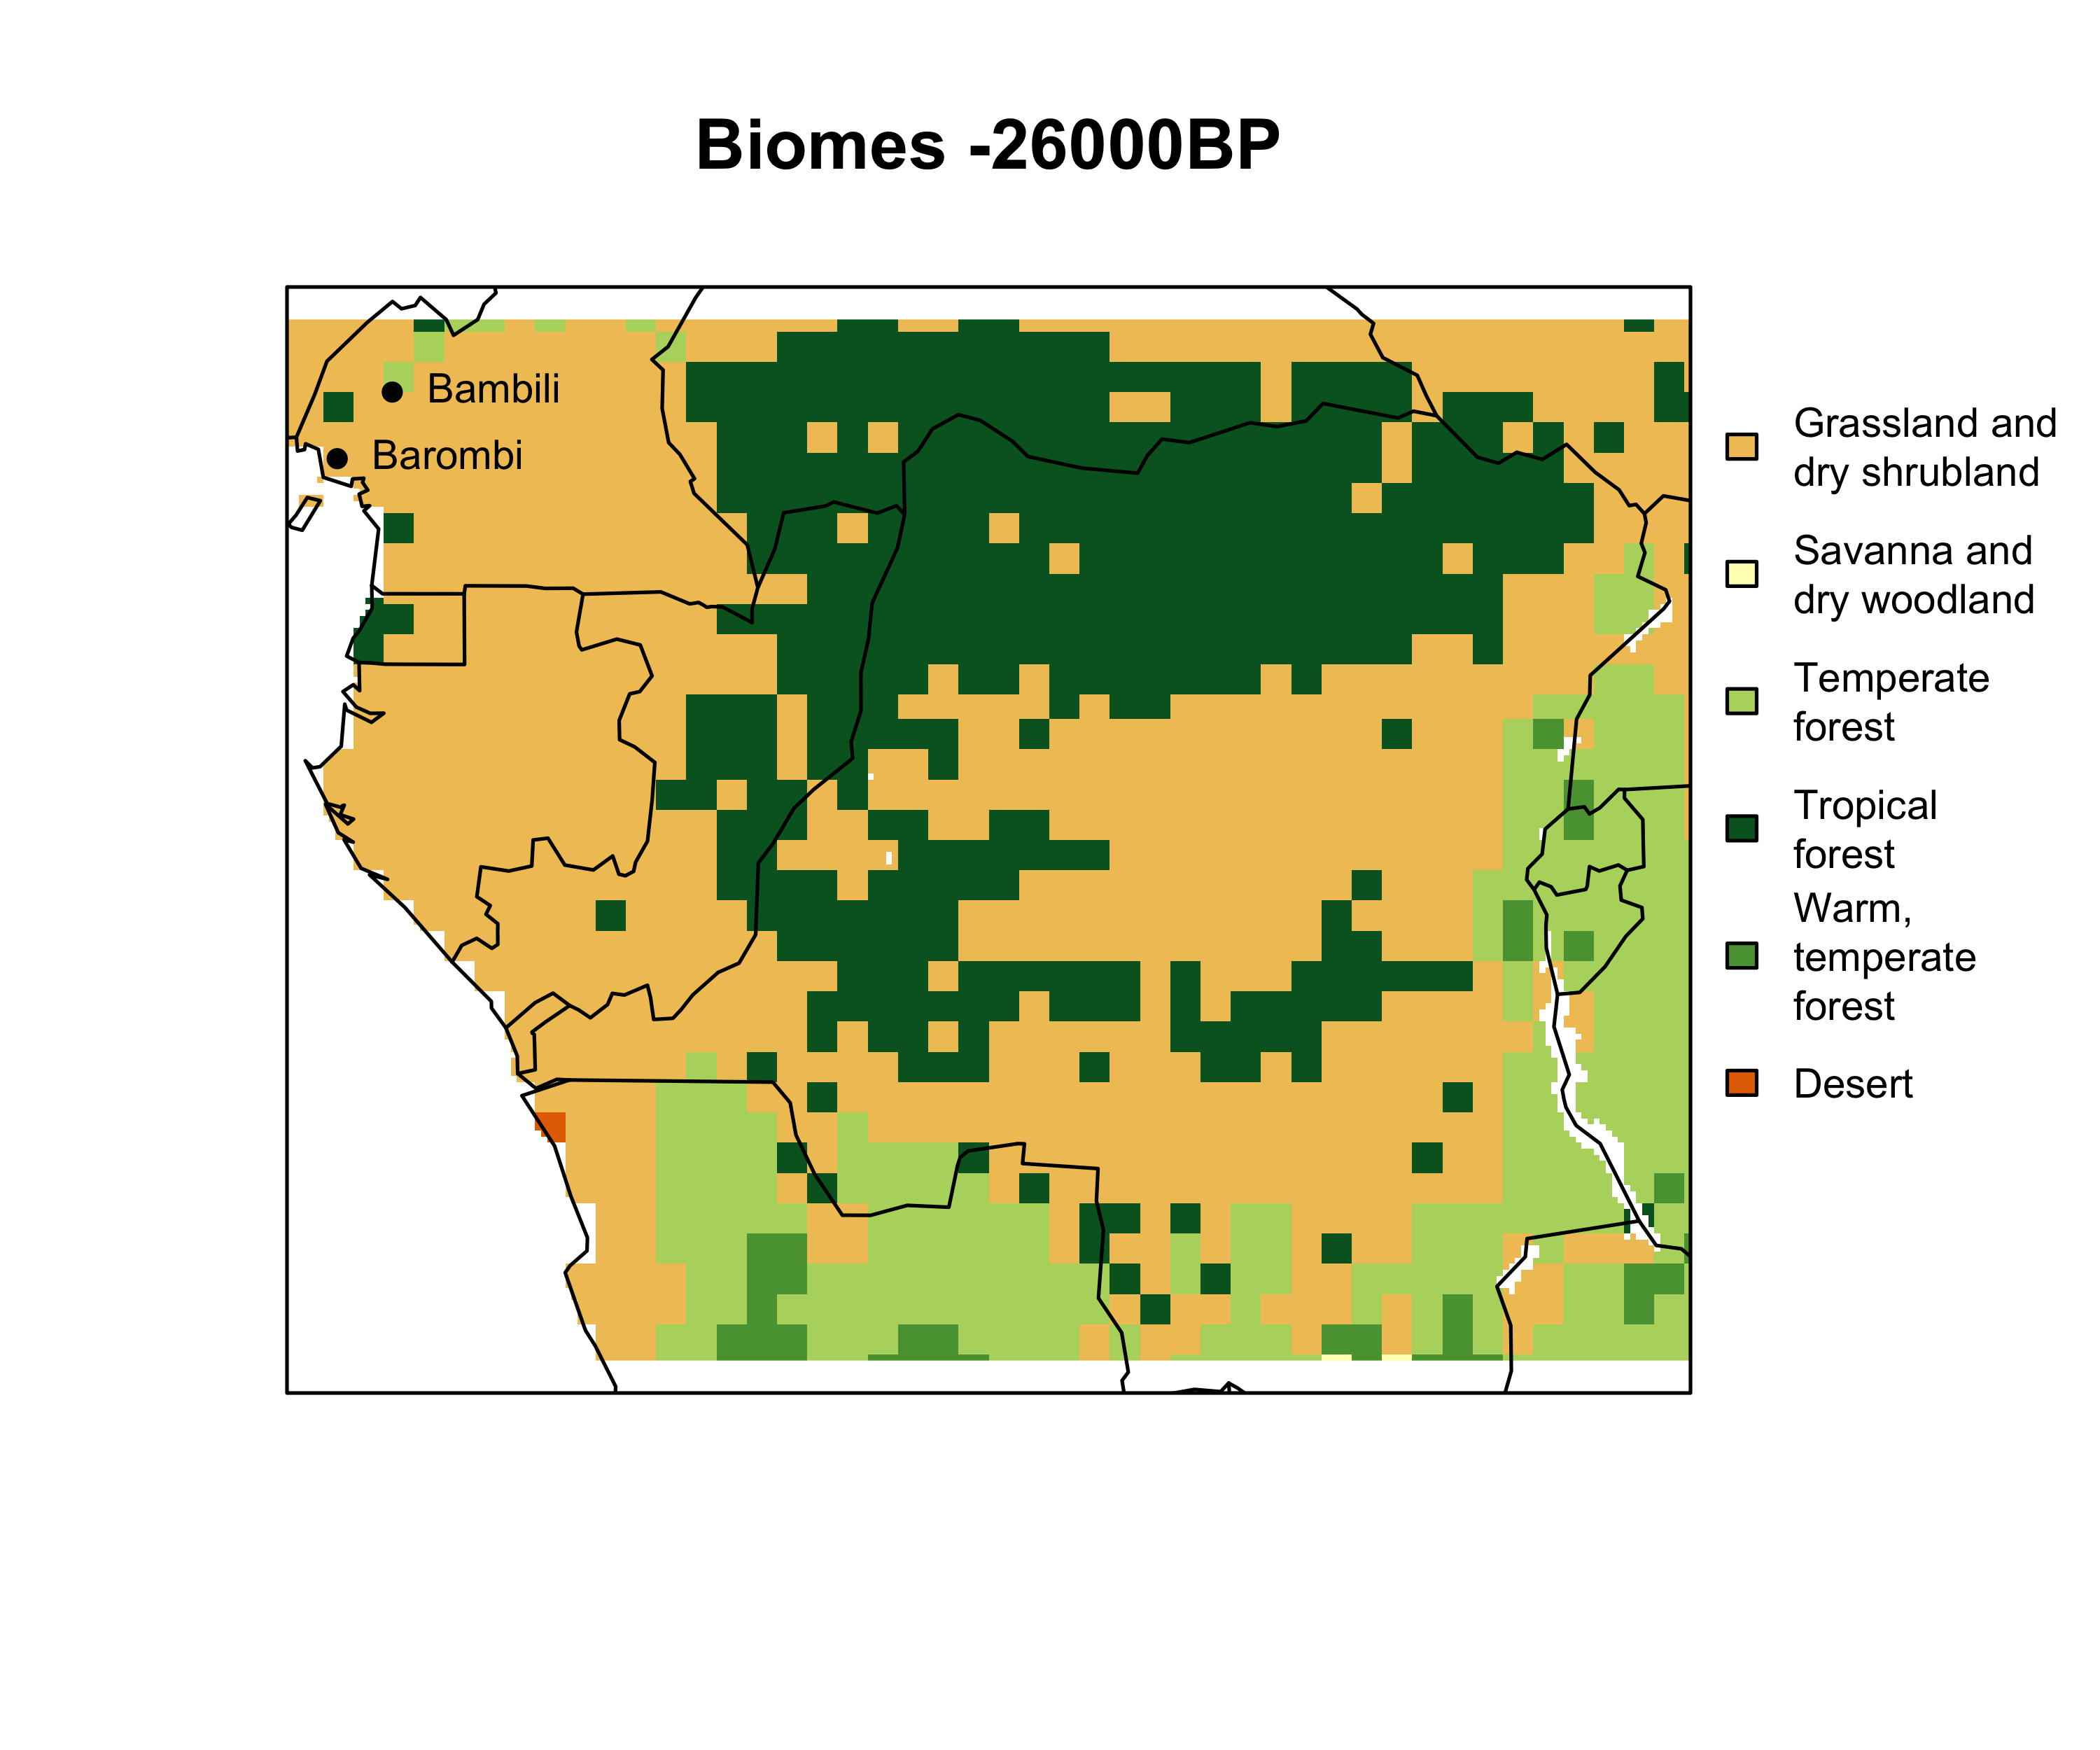 Biomes -26000BP
Bambili
Barombi
Grassland and
dry shrubland
Savanna and
dry woodland
Temperate
forest
Tropical
forest
Warm,
temperate
forest
Desert